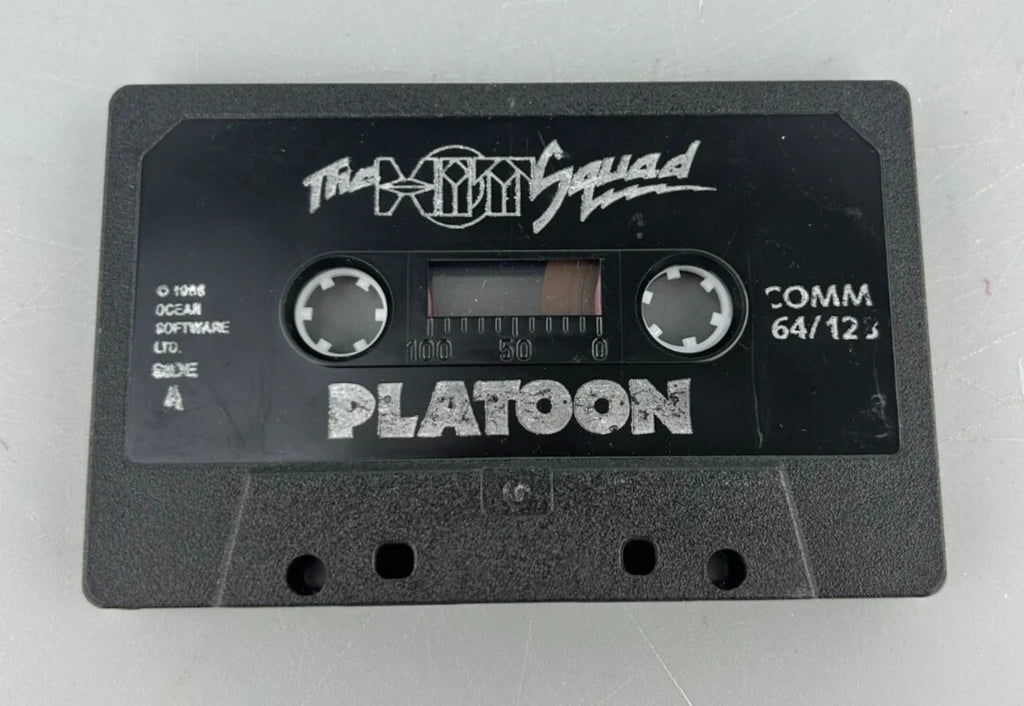 The HIT Squad
© 1988
OCEAN
SOFTWARE
LTD.
SIDE
A
COMM
64/128
100 50 0
PLATOON